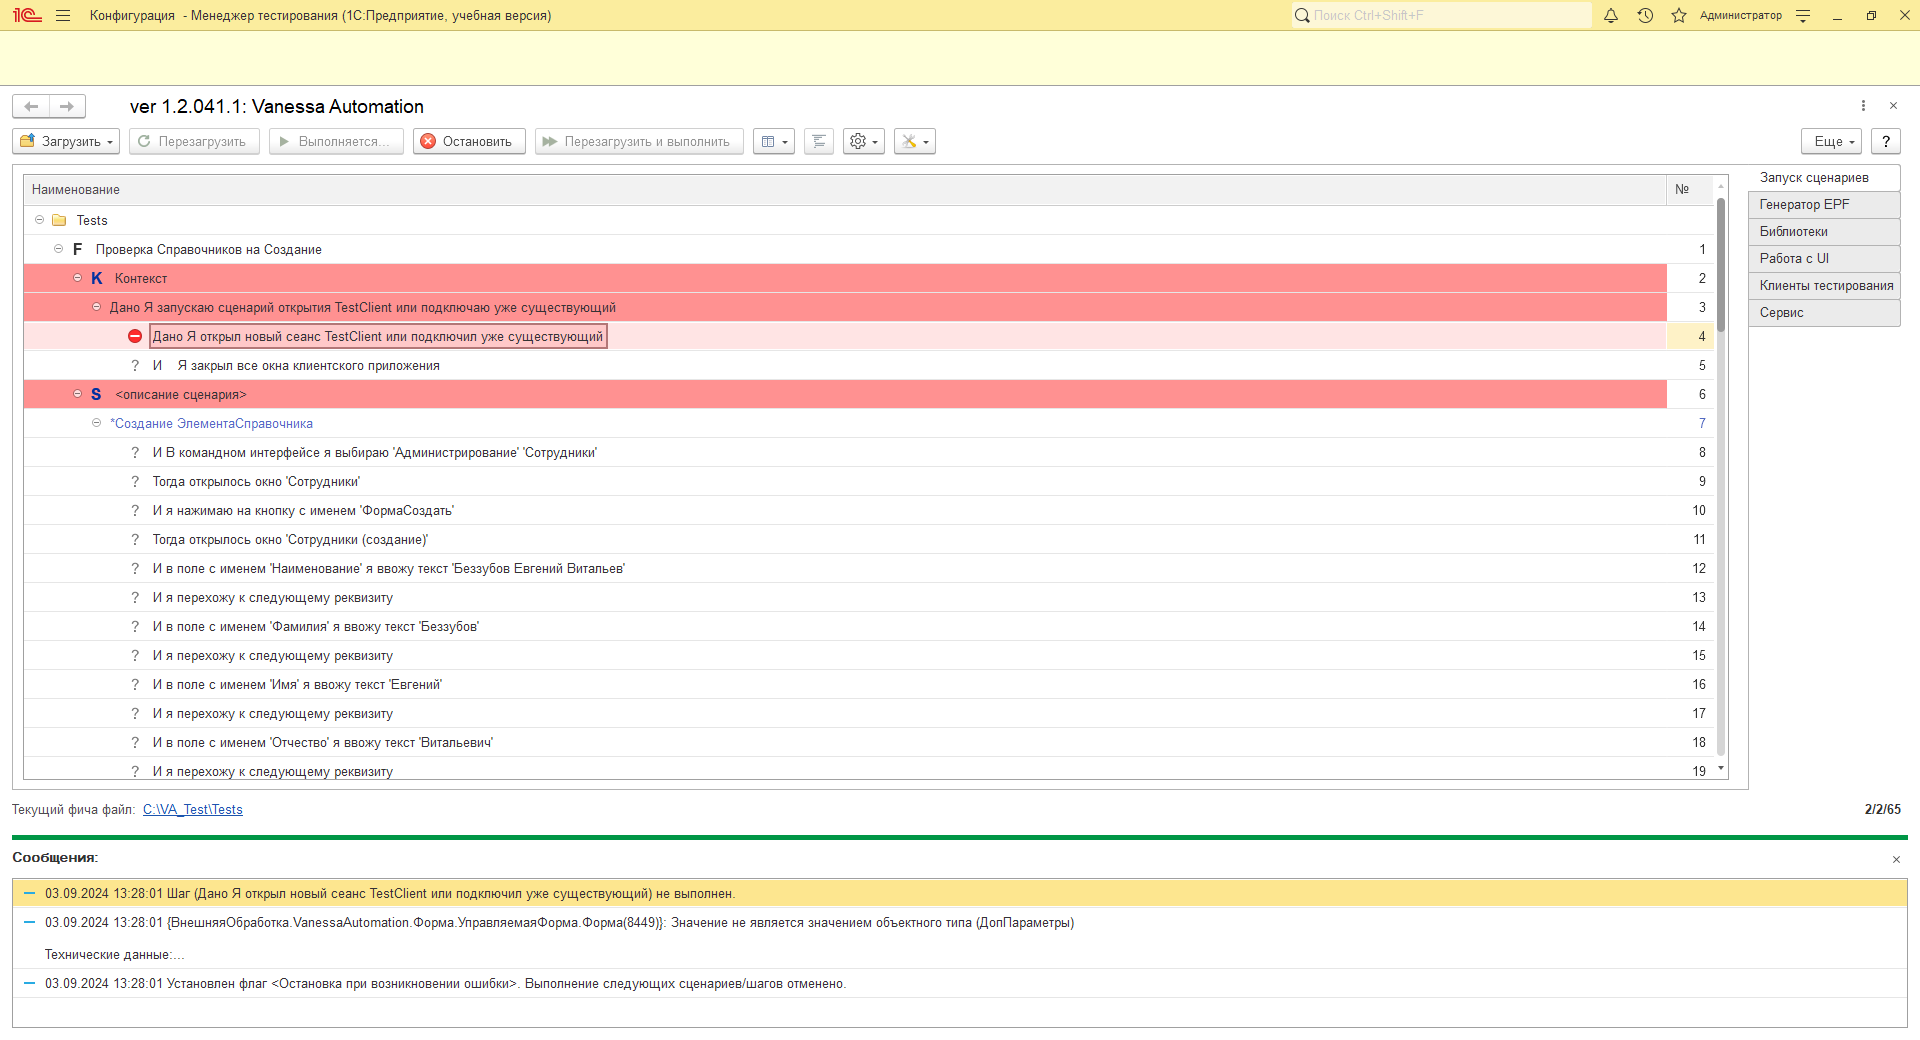 1С Конфигурация - Менеджер тестирования (1С:Предприятие, учебная версия) Поиск Ctrl+Shift+F Администратор
ver 1.2.041.1: Vanessa Automation
Загрузить Перезагрузить Выполняется... Остановить Перезагрузить и выполнить Еще ?
Наименование №
Tests
F Проверка Справочников на Создание 1
K Контекст 2
Дано Я запускаю сценарий открытия TestClient или подключаю уже существующий 3
Дано Я открыл новый сеанс TestClient или подключил уже существующий 4
? И Я закрыл все окна клиентского приложения 5
S <описание сценария> 6
*Создание ЭлементаСправочника 7
? И В командном интерфейсе я выбираю 'Администрирование' 'Сотрудники' 8
? Тогда открылось окно 'Сотрудники' 9
? И я нажимаю на кнопку с именем 'ФормаСоздать' 10
? Тогда открылось окно 'Сотрудники (создание)' 11
? И в поле с именем 'Наименование' я ввожу текст 'Беззубов Евгений Витальев' 12
? И я перехожу к следующему реквизиту 13
? И в поле с именем 'Фамилия' я ввожу текст 'Беззубов' 14
? И я перехожу к следующему реквизиту 15
? И в поле с именем 'Имя' я ввожу текст 'Евгений' 16
? И я перехожу к следующему реквизиту 17
? И в поле с именем 'Отчество' я ввожу текст 'Витальевич' 18
? И я перехожу к следующему реквизиту 19
Запуск сценариев
Генератор EPF
Библиотеки
Работа с UI
Клиенты тестирования
Сервис
Текущий фича файл: C:\VA_Test\Tests 2/2/65
Сообщения:
03.09.2024 13:28:01 Шаг (Дано Я открыл новый сеанс TestClient или подключил уже существующий) не выполнен.
03.09.2024 13:28:01 {ВнешняяОбработка.VanessaAutomation.Форма.УправляемаяФорма.Форма(8449)}: Значение не является значением объектного типа (ДопПараметры)
Технические данные:...
03.09.2024 13:28:01 Установлен флаг <Остановка при возникновении ошибки>. Выполнение следующих сценариев/шагов отменено.